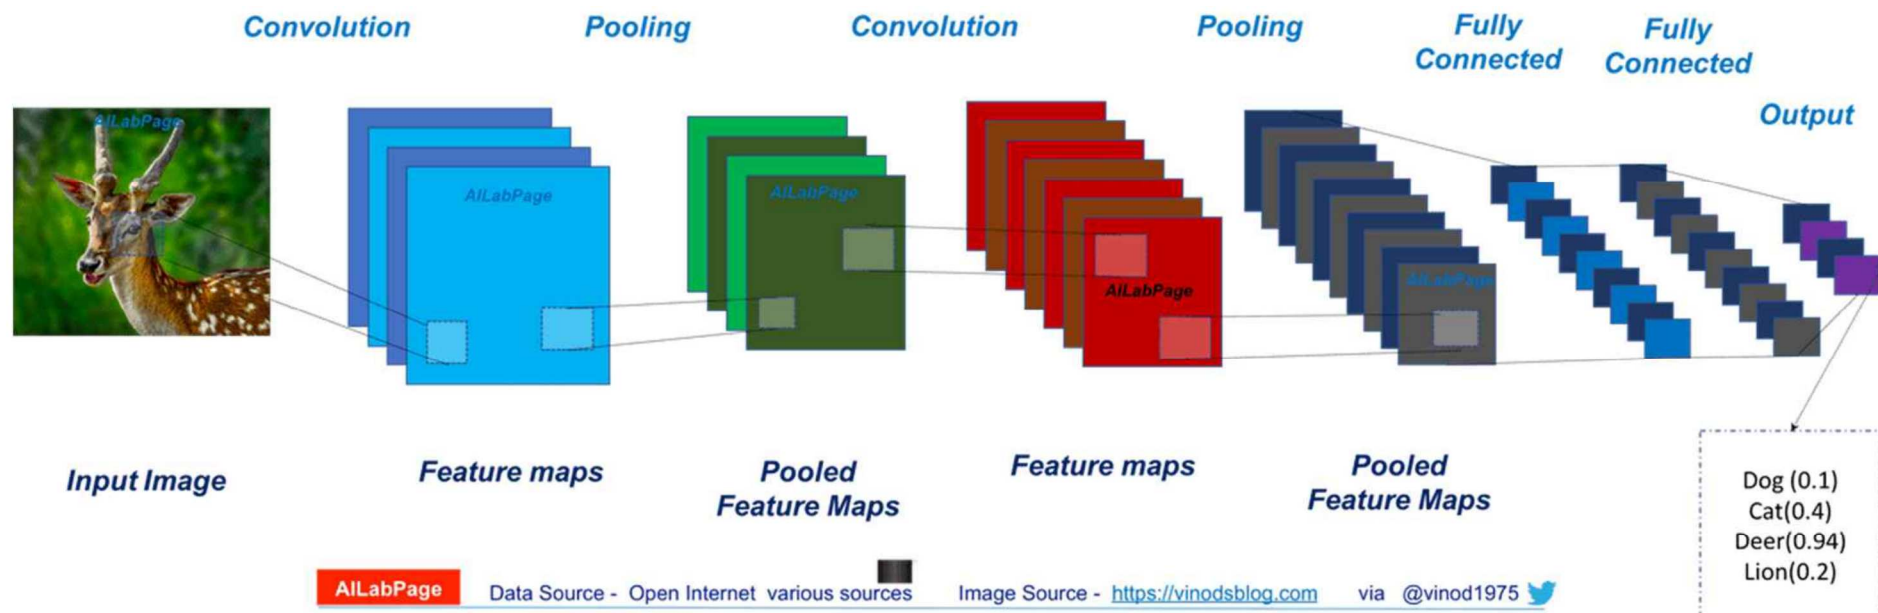 Convolution
Pooling
Convolution
Pooling
Fully
Connected
Fully
Connected
Output
AILabPage
AILabPage
AILabPage
AILabPage
AILabPage
Input Image
Feature maps
Pooled
Feature Maps
Feature maps
Pooled
Feature Maps
Dog (0.1)
Cat(0.4)
Deer(0.94)
Lion(0.2)
AILabPage
Data Source - Open Internet various sources
Image Source - https://vinodsblog.com via @vinod1975